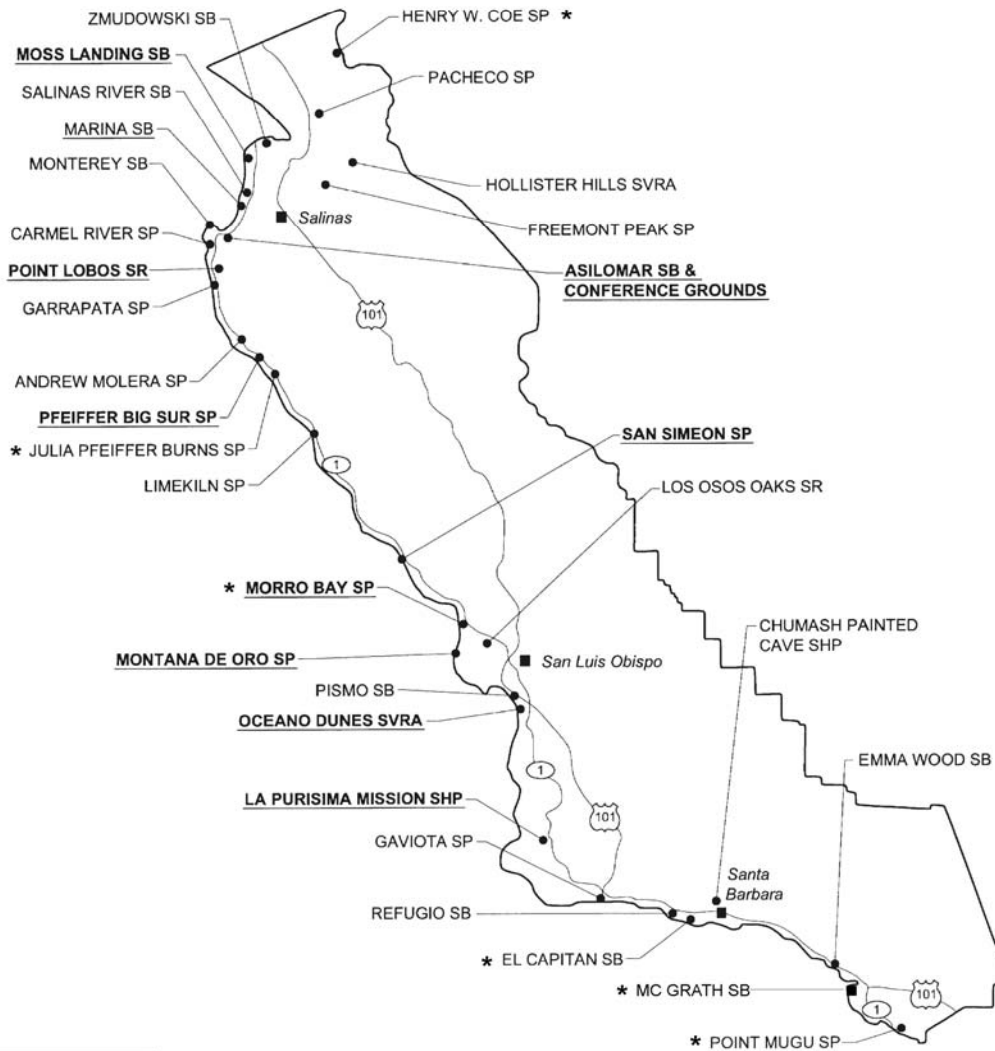 ZMUDOWSKI SB
HENRY W. COE SP *
MOSS LANDING SB
PACHECO SP
SALINAS RIVER SB
MARINA SB
MONTEREY SB
HOLLISTER HILLS SVRA
Salinas
FREEMONT PEAK SP
CARMEL RIVER SP
POINT LOBOS SR
ASILOMAR SB &
CONFERENCE GROUNDS
GARRAPATA SP
101
ANDREW MOLERA SP
PFEIFFER BIG SUR SP
* JULIA PFEIFFER BURNS SP
SAN SIMEON SP
LIMEKILN SP
1
LOS OSOS OAKS SR
* MORRO BAY SP
CHUMASH PAINTED
CAVE SHP
MONTANA DE ORO SP
San Luis Obispo
PISMO SB
OCEANO DUNES SVRA
EMMA WOOD SB
1
LA PURISIMA MISSION SHP
101
GAVIOTA SP
Santa
Barbara
REFUGIO SB
* EL CAPITAN SB
* MC GRATH SB
101
1
* POINT MUGU SP